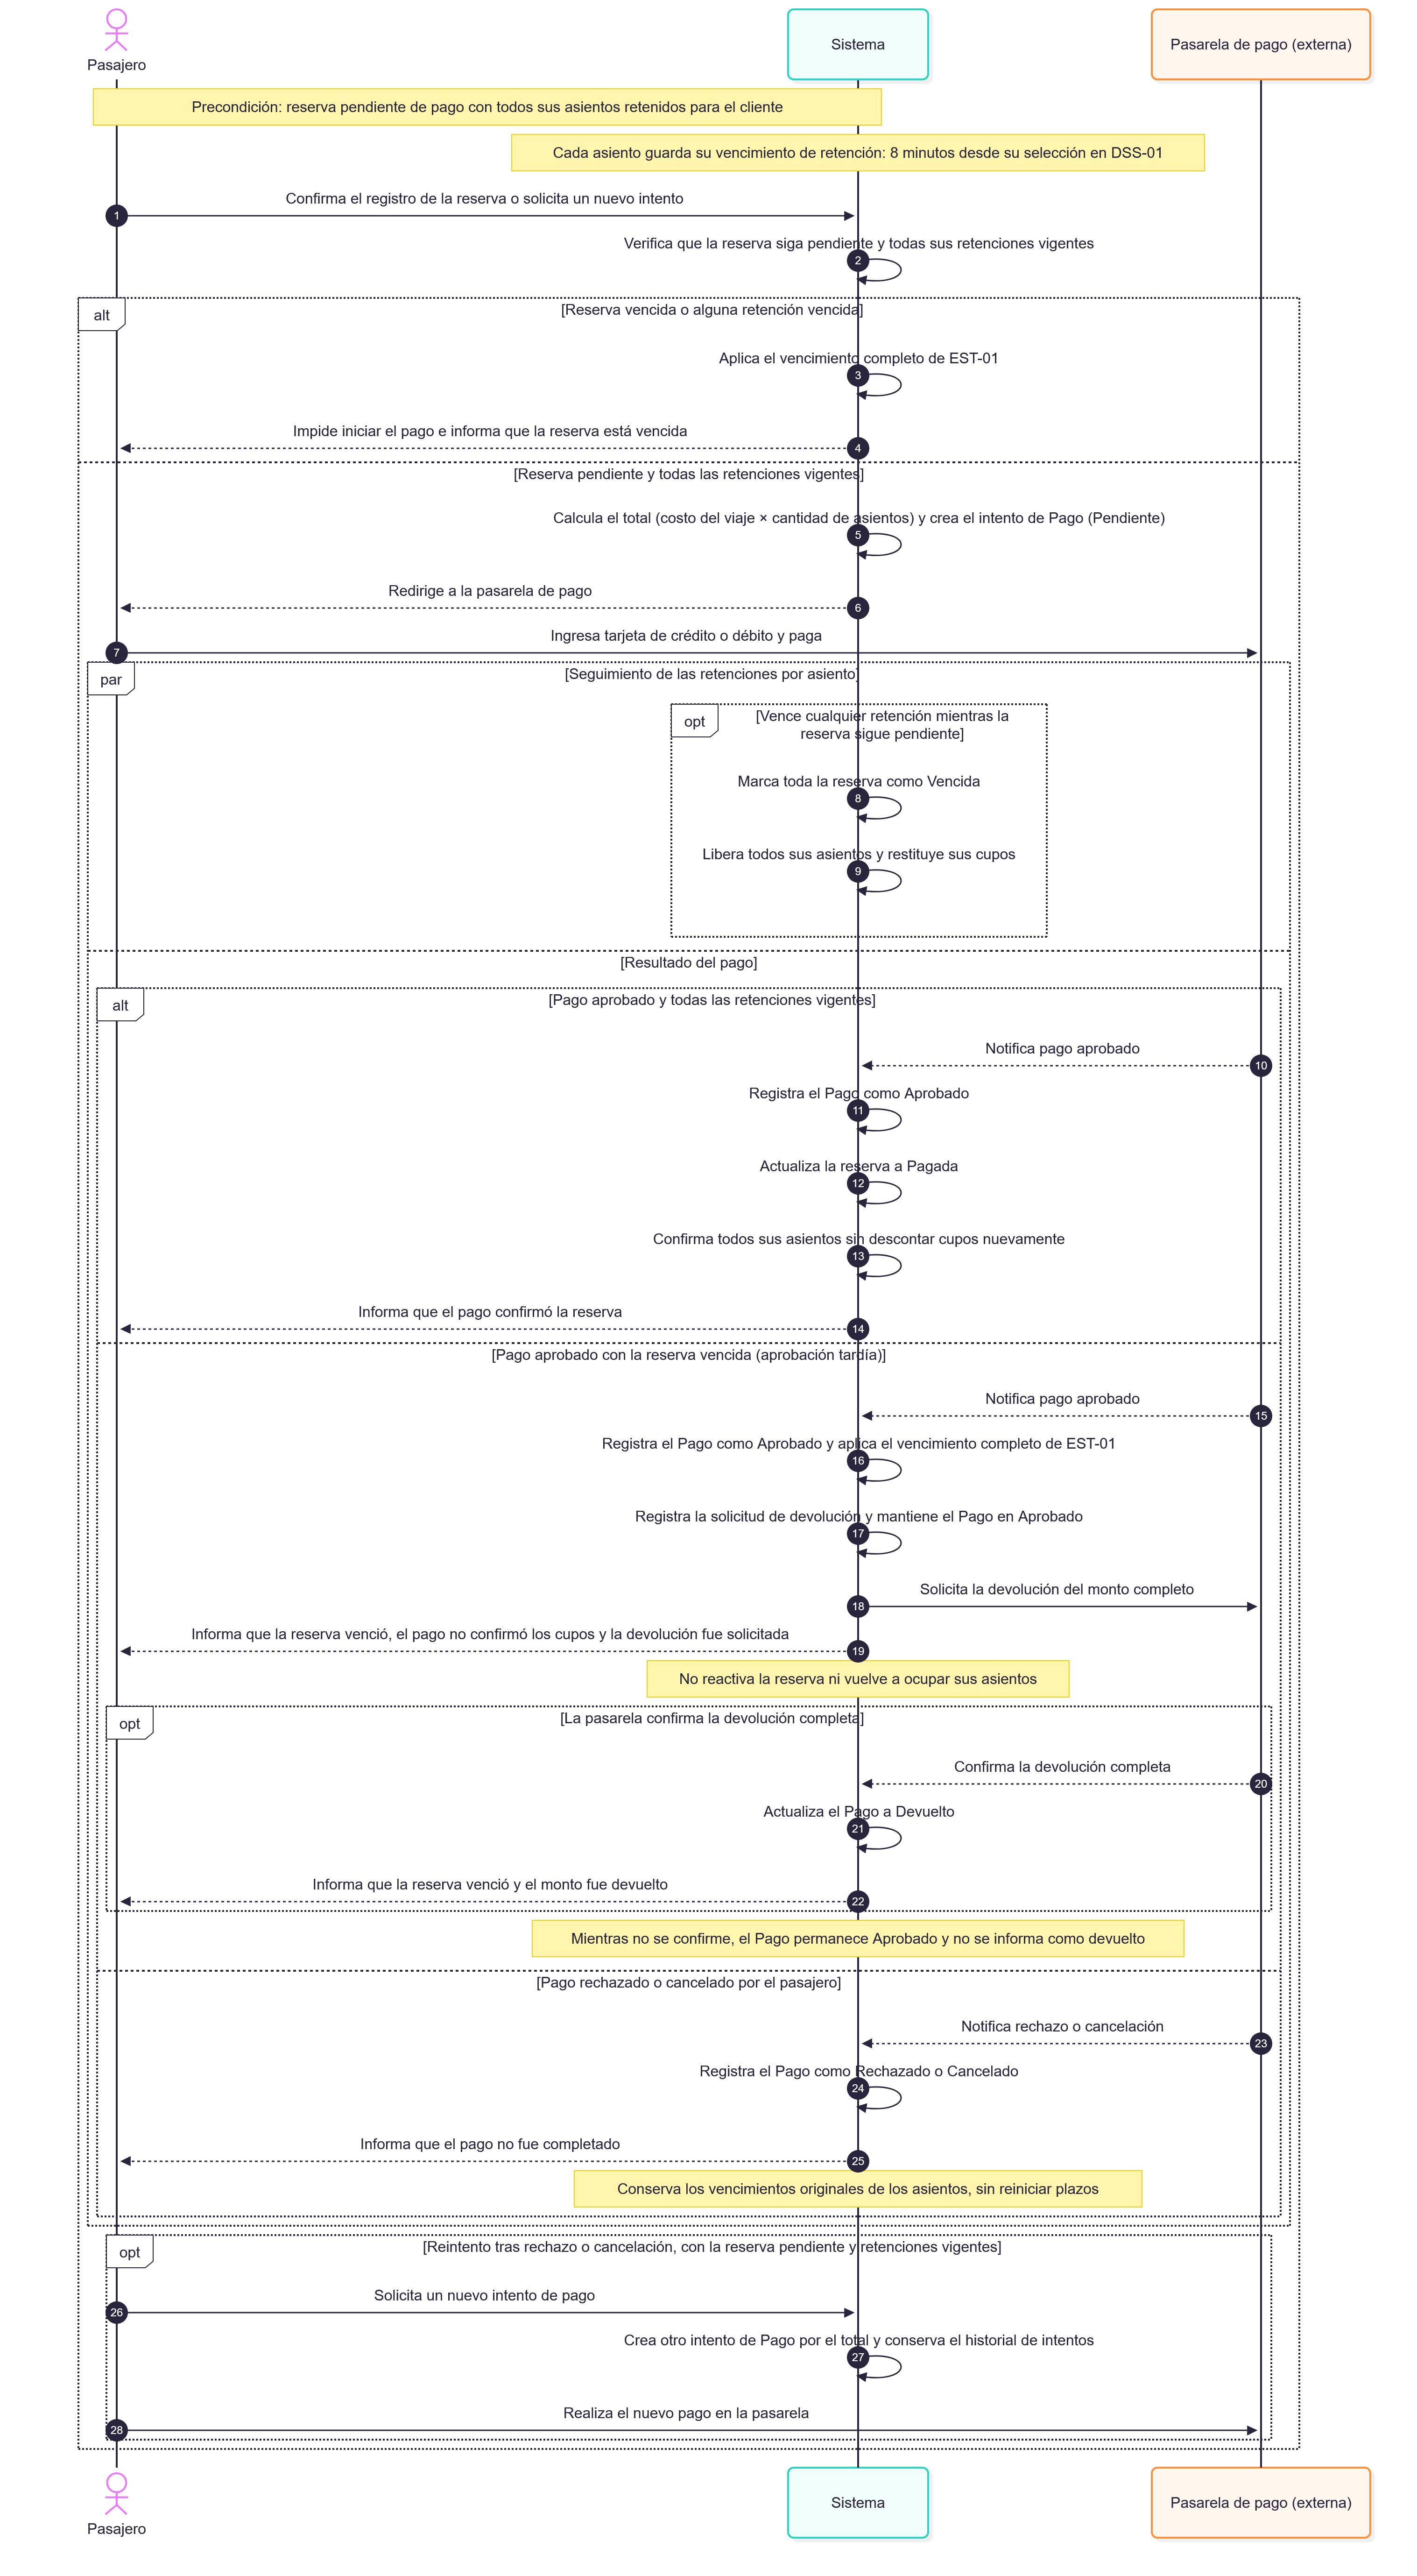 Pasajero
Sistema
Pasarela de pago (externa)
Precondición: reserva pendiente de pago con todos sus asientos retenidos para el cliente
Cada asiento guarda su vencimiento de retención: 8 minutos desde su selección en DSS-01
Confirma el registro de la reserva o solicita un nuevo intento
1
Verifica que la reserva siga pendiente y todas sus retenciones vigentes
2
alt
[Reserva vencida o alguna retención vencida]
Aplica el vencimiento completo de EST-01
3
Impide iniciar el pago e informa que la reserva está vencida
4
[Reserva pendiente y todas las retenciones vigentes]
Calcula el total (costo del viaje × cantidad de asientos) y crea el intento de Pago (Pendiente)
5
Redirige a la pasarela de pago
6
Ingresa tarjeta de crédito o débito y paga
7
par
[Seguimiento de las retenciones por asiento]
opt
[Vence cualquier retención mientras la
reserva sigue pendiente]
Marca toda la reserva como Vencida
8
Libera todos sus asientos y restituye sus cupos
9
[Resultado del pago]
alt
[Pago aprobado y todas las retenciones vigentes]
Notifica pago aprobado
10
Registra el Pago como Aprobado
11
Actualiza la reserva a Pagada
12
Confirma todos sus asientos sin descontar cupos nuevamente
13
Informa que el pago confirmó la reserva
14
[Pago aprobado con la reserva vencida (aprobación tardía)]
Notifica pago aprobado
15
Registra el Pago como Aprobado y aplica el vencimiento completo de EST-01
16
Registra la solicitud de devolución y mantiene el Pago en Aprobado
17
Solicita la devolución del monto completo
18
Informa que la reserva venció, el pago no confirmó los cupos y la devolución fue solicitada
19
No reactiva la reserva ni vuelve a ocupar sus asientos
opt
[La pasarela confirma la devolución completa]
Confirma la devolución completa
20
Actualiza el Pago a Devuelto
21
Informa que la reserva venció y el monto fue devuelto
22
Mientras no se confirme, el Pago permanece Aprobado y no se informa como devuelto
[Pago rechazado o cancelado por el pasajero]
Notifica rechazo o cancelación
23
Registra el Pago como Rechazado o Cancelado
24
Informa que el pago no fue completado
25
Conserva los vencimientos originales de los asientos, sin reiniciar plazos
opt
[Reintento tras rechazo o cancelación, con la reserva pendiente y retenciones vigentes]
Solicita un nuevo intento de pago
26
Crea otro intento de Pago por el total y conserva el historial de intentos
27
Realiza el nuevo pago en la pasarela
28
Pasajero
Sistema
Pasarela de pago (externa)